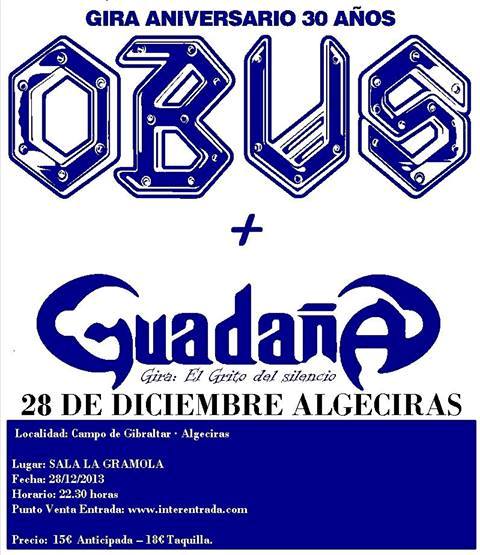 GIRA ANIVERSARIO 30 AÑOS
OBUS
+
Guadaña
Gira: El Grito del silencio
28 DE DICIEMBRE ALGECIRAS
Localidad: Campo de Gibraltar · Algeciras
Lugar: SALA LA GRAMOLA
Fecha: 28/12/2013
Horario: 22.30 horas
Punto Venta Entrada: www.interentrada.com
Precio: 15€ Anticipada – 18€ Taquilla.